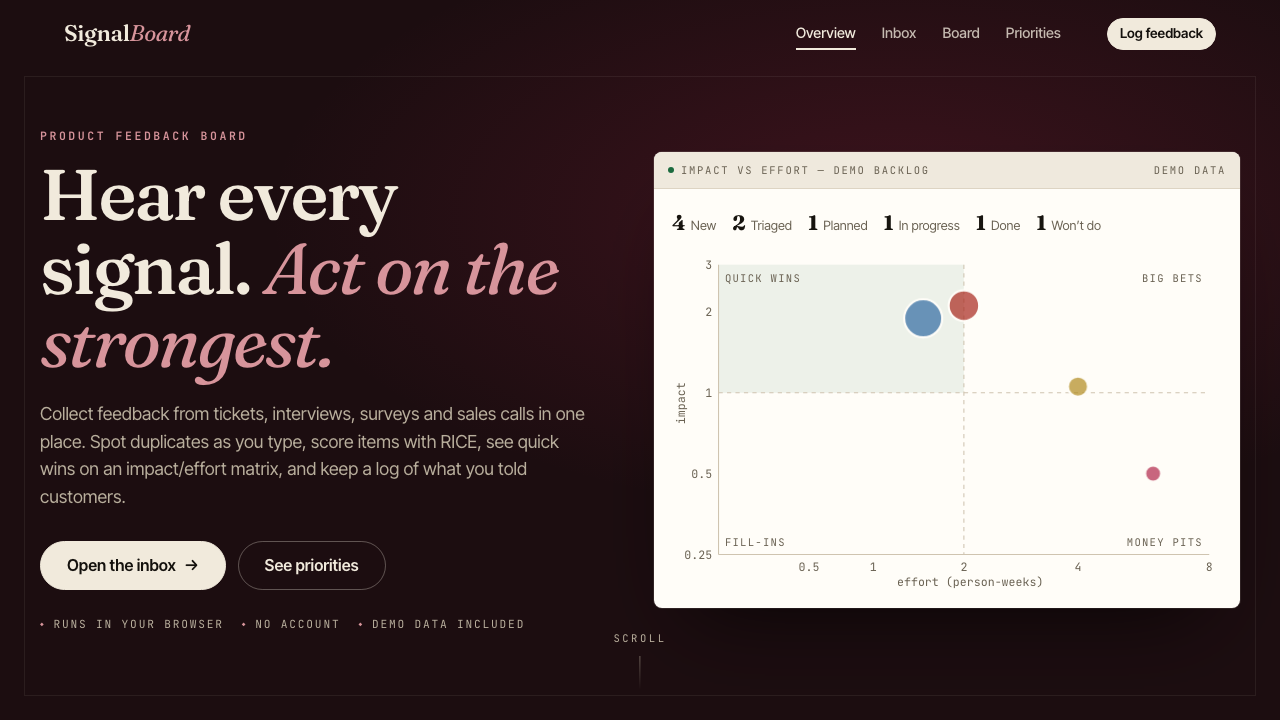 SignalBoard
Overview Inbox Board Priorities Log feedback
PRODUCT FEEDBACK BOARD
Hear every
signal. Act on the
strongest.
Collect feedback from tickets, interviews, surveys and sales calls in one
place. Spot duplicates as you type, score items with RICE, see quick
wins on an impact/effort matrix, and keep a log of what you told
customers.
Open the inbox → See priorities
RUNS IN YOUR BROWSER NO ACCOUNT DEMO DATA INCLUDED
SCROLL
IMPACT VS EFFORT — DEMO BACKLOG DEMO DATA
4 New 2 Triaged 1 Planned 1 In progress 1 Done 1 Won’t do
3
QUICK WINS BIG BETS
2
impact
1
0.5
FILL-INS MONEY PITS
0.25
0.5 1 2 4 8
effort (person-weeks)